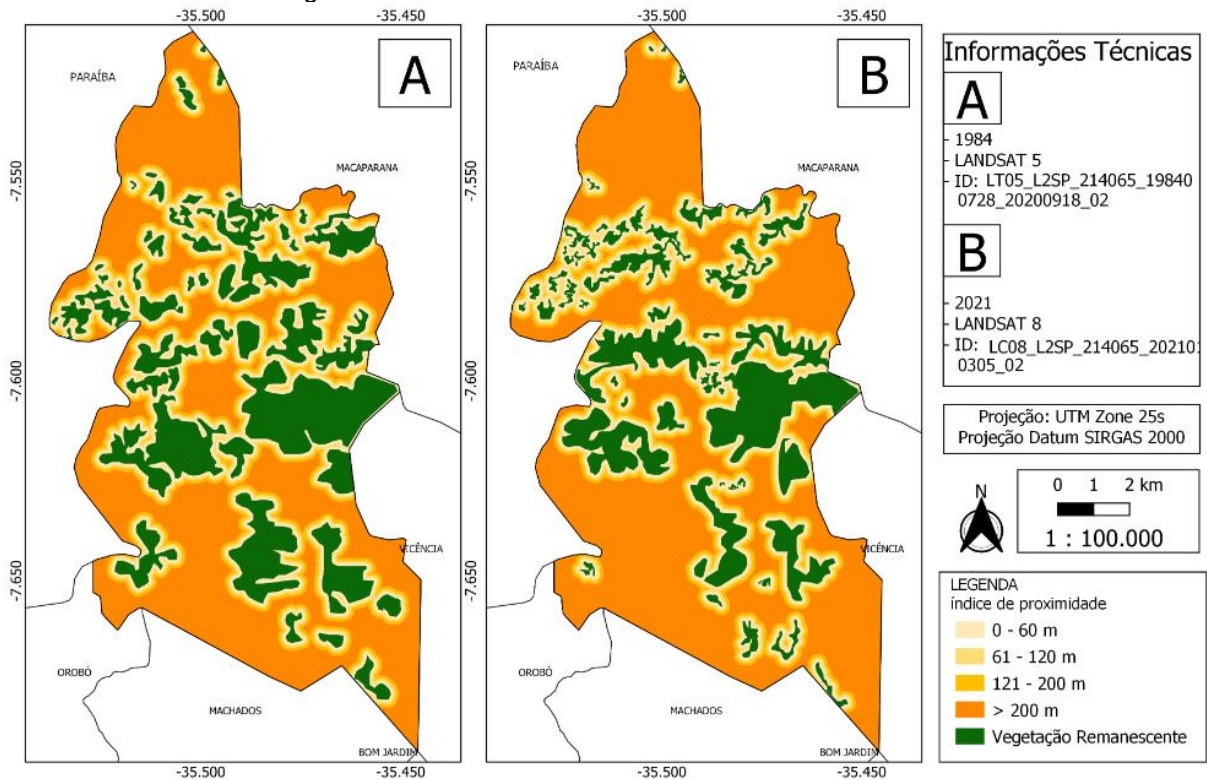 -35.500
-35.450
-35.500
-35.450
A
B
PARAÍBA
PARAÍBA
MACAPARANA
MACAPARANA
-7.550
-7.550
-7.600
-7.600
-7.650
-7.650
VICÊNCIA
VICÊNCIA
OROBÓ
OROBÓ
MACHADOS
MACHADOS
BOM JARDIM
BOM JARDIM
-35.500
-35.450
-35.500
-35.450
Informações Técnicas
A
- 1984
- LANDSAT 5
- ID: LT05_L2SP_214065_19840
0728_20200918_02
B
- 2021
- LANDSAT 8
- ID: LC08_L2SP_214065_20210
0305_02
Projeção: UTM Zone 25s
Projeção Datum SIRGAS 2000
N
0 1 2 km
1 : 100.000
LEGENDA
índice de proximidade
0 - 60 m
61 - 120 m
121 - 200 m
> 200 m
Vegetação Remanescente